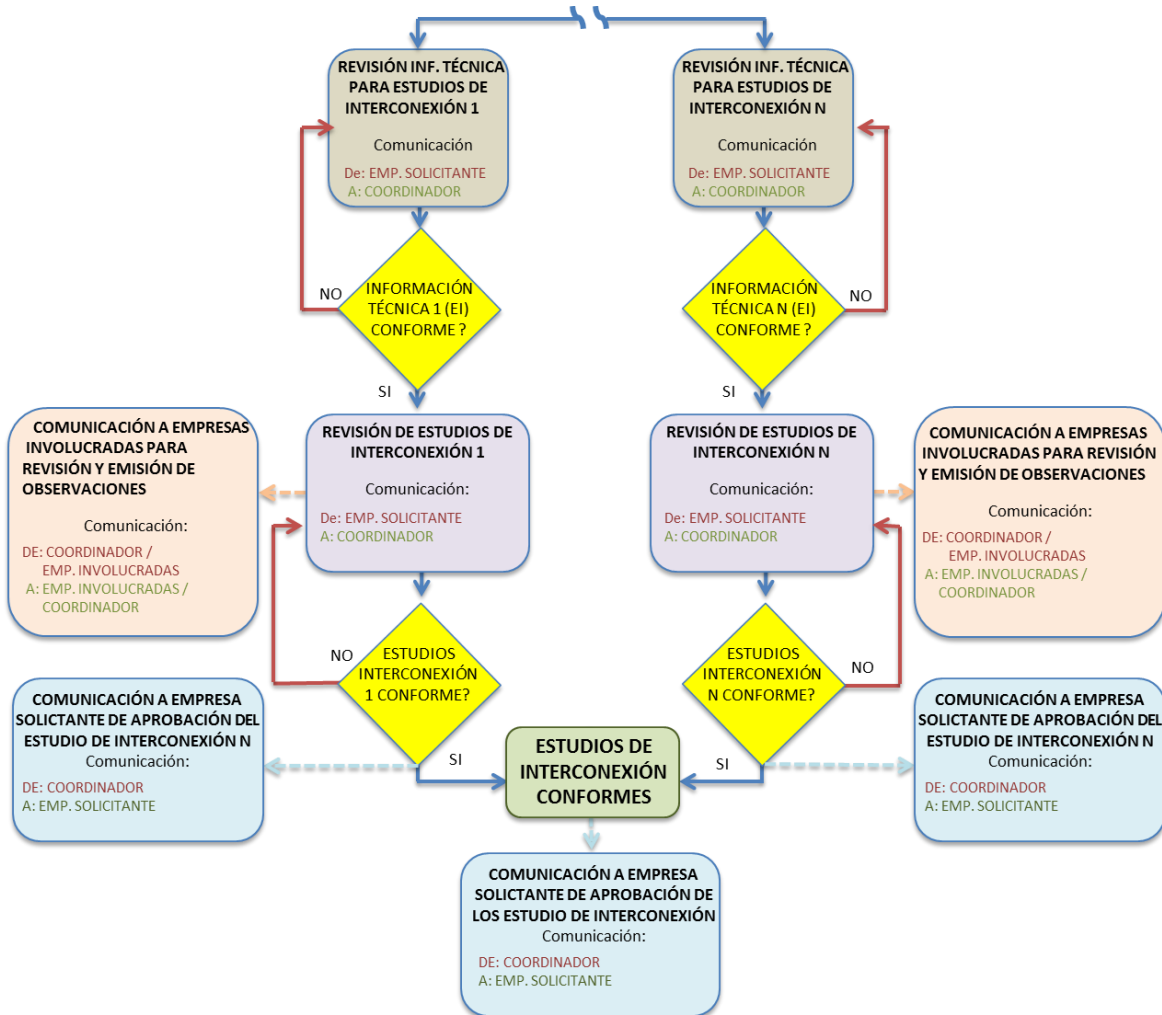 REVISIÓN INF. TÉCNICA
PARA ESTUDIOS DE
INTERCONEXIÓN 1
Comunicación
De: EMP. SOLICITANTE
A: COORDINADOR
REVISIÓN INF. TÉCNICA
PARA ESTUDIOS DE
INTERCONEXIÓN N
Comunicación
De: EMP. SOLICITANTE
A: COORDINADOR
NO
INFORMACIÓN
TÉCNICA 1 (EI)
CONFORME ?
INFORMACIÓN
TÉCNICA N (EI)
CONFORME ?
NO
SI
SI
COMUNICACIÓN A EMPRESAS
INVOLUCRADAS PARA
REVISIÓN Y EMISIÓN DE
OBSERVACIONES
Comunicación:
DE: COORDINADOR /
EMP. INVOLUCRADAS
A: EMP. INVOLUCRADAS /
COORDINADOR
REVISIÓN DE ESTUDIOS DE
INTERCONEXIÓN 1
Comunicación:
De: EMP. SOLICITANTE
A: COORDINADOR
REVISIÓN DE ESTUDIOS DE
INTERCONEXIÓN N
Comunicación:
De: EMP. SOLICITANTE
A: COORDINADOR
COMUNICACIÓN A EMPRESAS
INVOLUCRADAS PARA REVISIÓN
Y EMISIÓN DE OBSERVACIONES
Comunicación:
DE: COORDINADOR /
EMP. INVOLUCRADAS
A: EMP. INVOLUCRADAS /
COORDINADOR
NO
ESTUDIOS
INTERCONEXIÓN
1 CONFORME?
ESTUDIOS
INTERCONEXIÓN
N CONFORME?
NO
COMUNICACIÓN A EMPRESA
SOLICTANTE DE APROBACIÓN DEL
ESTUDIO DE INTERCONEXIÓN N
Comunicación:
DE: COORDINADOR
A: EMP. SOLICITANTE
SI
ESTUDIOS DE
INTERCONEXIÓN
CONFORMES
SI
COMUNICACIÓN A EMPRESA
SOLICTANTE DE APROBACIÓN DEL
ESTUDIO DE INTERCONEXIÓN N
Comunicación:
DE: COORDINADOR
A: EMP. SOLICITANTE
COMUNICACIÓN A EMPRESA
SOLICTANTE DE APROBACIÓN DE
LOS ESTUDIO DE INTERCONEXIÓN
Comunicación:
DE: COORDINADOR
A: EMP. SOLICITANTE